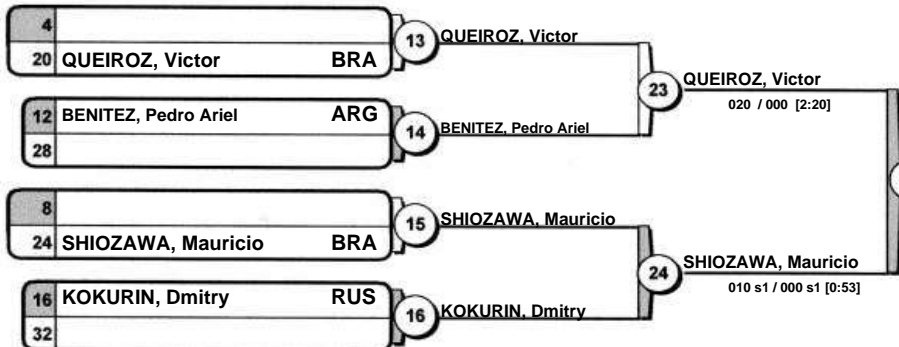 4
20 QUEIROZ, Victor BRA
13 QUEIROZ, Victor
12 BENITEZ, Pedro Ariel ARG
28
14 BENITEZ, Pedro Ariel
23 QUEIROZ, Victor
020 / 000 [2:20]
8
24 SHIOZAWA, Mauricio BRA
15 SHIOZAWA, Mauricio
16 KOKURIN, Dmitry RUS
32
16 KOKURIN, Dmitry
24 SHIOZAWA, Mauricio
010 s1 / 000 s1 [0:53]